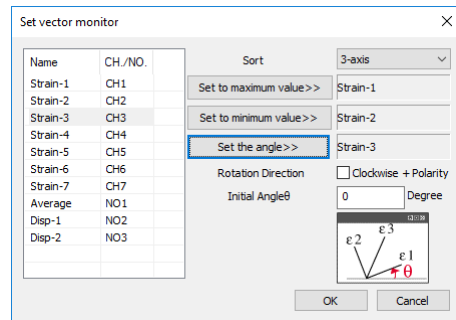 Set vector monitor
Name CH./NO. Sort 3-axis
Strain-1 CH1 Set to maximum value>> Strain-1
Strain-2 CH2
Strain-3 CH3 Set to minimum value>> Strain-2
Strain-4 CH4
Strain-5 CH5 Set the angle>> Strain-3
Strain-6 CH6 Rotation Direction Clockwise +Polarity
Strain-7 CH7
Average NO1 Initial Angleθ 0 Degree
Disp-1 NO2
Disp-2 NO3
ε2 ε3
ε1
θ
OK Cancel